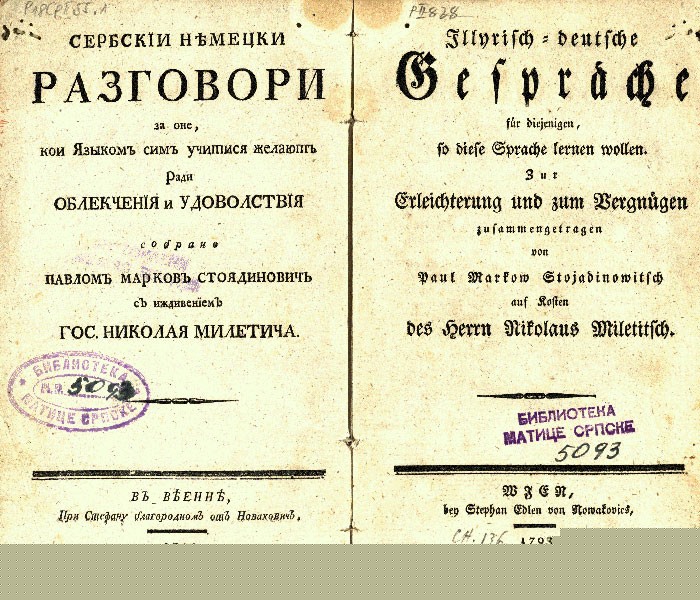 СЕРБСКІИ НѢМЕЦКИ
РАЗГОВОРИ
за оне,
кои Языкомъ симъ учитися желаютъ
Ради
ОБЛЕКЧЕНІЯ и УДОВОЛСТВІЯ
собрано
ПАВЛОМЪ МАРКОВЪ СТОЯДИНОВИЧЬ
съ иждивеніемъ
ГОС. НИКОЛАЯ МИЛЕТИЧА.
БИБЛИОТЕКА
5093
МАТИЦЕ СРПСКЕ
ВЪ ВІЕННѢ,
При Стефану благородномъ отъ Новаковичъ,
Illyrisch-deutsche
Gespräche
für diejenigen,
so diese Sprache lernen wollen.
Zur
Erleichterung und zum Vergnügen
zusammengetragen
von
Paul Markow Stojadinowitsch
auf Kosten
des Herrn Nikolaus Miletitsch.
БИБЛИОТЕКА
МАТИЦЕ СРПСКЕ
5093
WIEN,
bey Stephan Edlen von Nowakovics,
1793